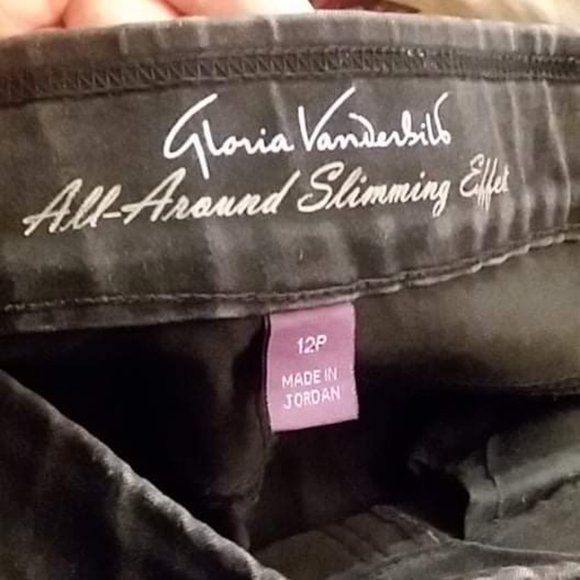 Gloria Vanderbilt
All-Around Slimming Effect
12P
MADE IN
JORDAN